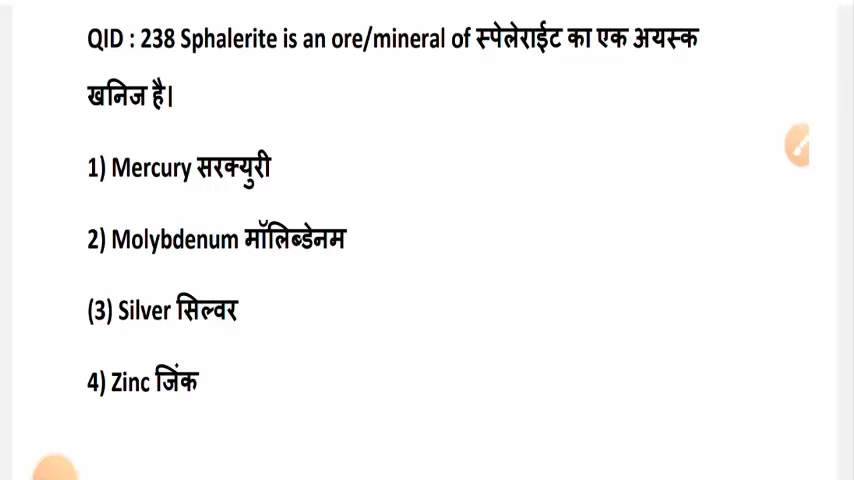 QID : 238 Sphalerite is an ore/mineral of स्पेलेराईट का एक अयस्क
खनिज है।
1) Mercury सरक्युरी
2) Molybdenum मॉलिब्डेनम
(3) Silver सिल्वर
4) Zinc जिंक